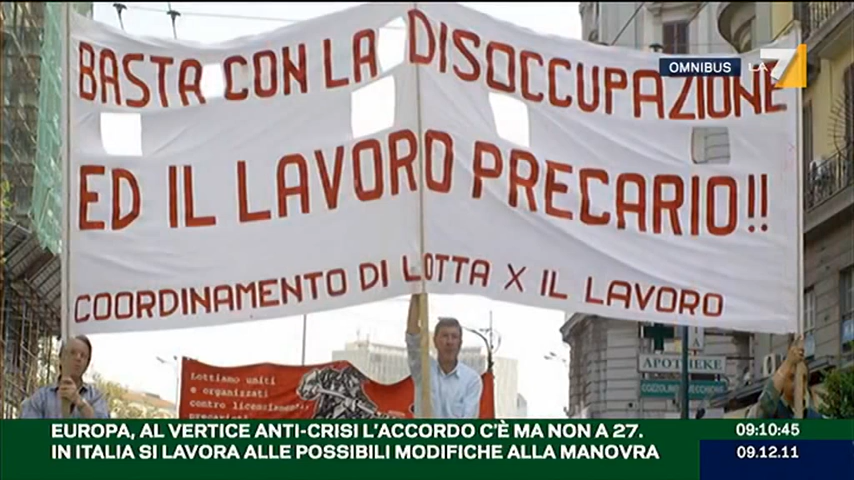 BASTA CON LA DISOCCUPAZIONE
ED IL LAVORO PRECARIO!!
COORDINAMENTO DI LOTTA X IL LAVORO
OMNIBUS
LA 7
Lottiamo uniti
e organizzati
contro licenziamenti
APOTHEKE
EUROPA, AL VERTICE ANTI-CRISI L'ACCORDO C'È MA NON A 27.
IN ITALIA SI LAVORA ALLE POSSIBILI MODIFICHE ALLA MANOVRA
09:10:45
09.12.11